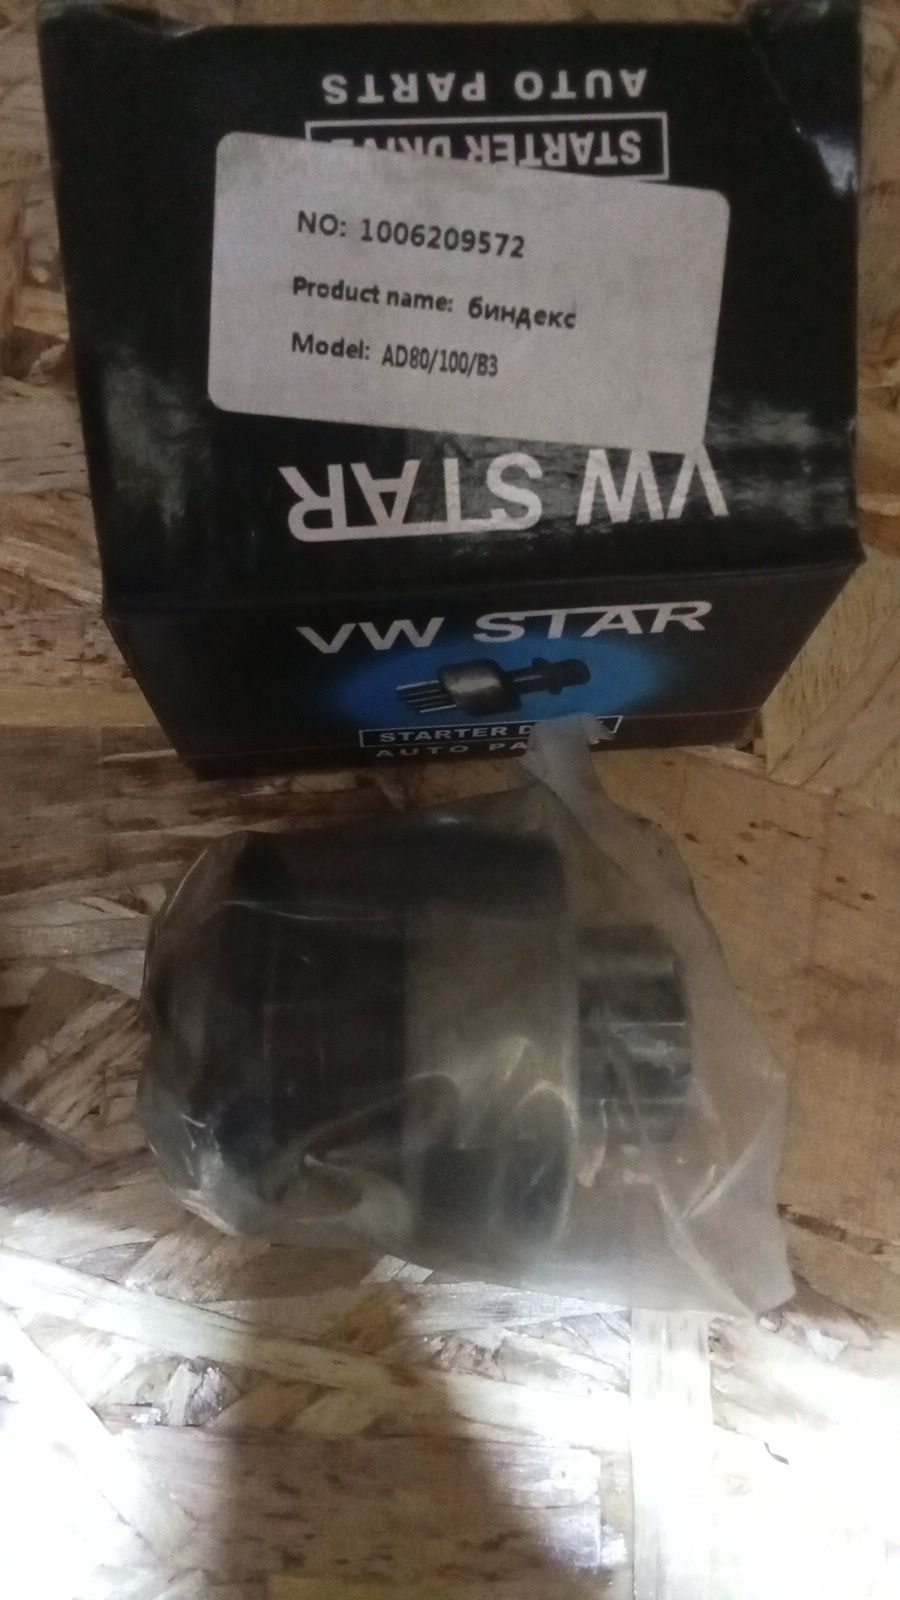 AUTO PARTS
STARTER DRIVE
NO: 1006209572
Product name: биндекс
Model: AD80/100/B3
VW STAR
VW STAR
STARTER
AUTO